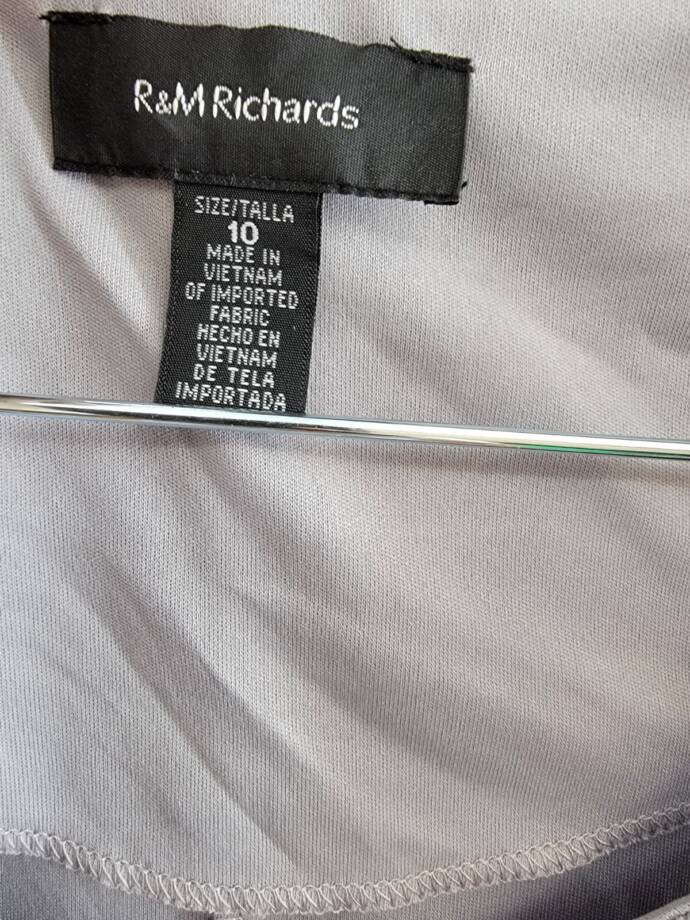 R&M Richards
SIZE/TALLA
10
MADE IN
VIETNAM
OF IMPORTED
FABRIC
HECHO EN
VIETNAM
DE TELA
IMPORTADA